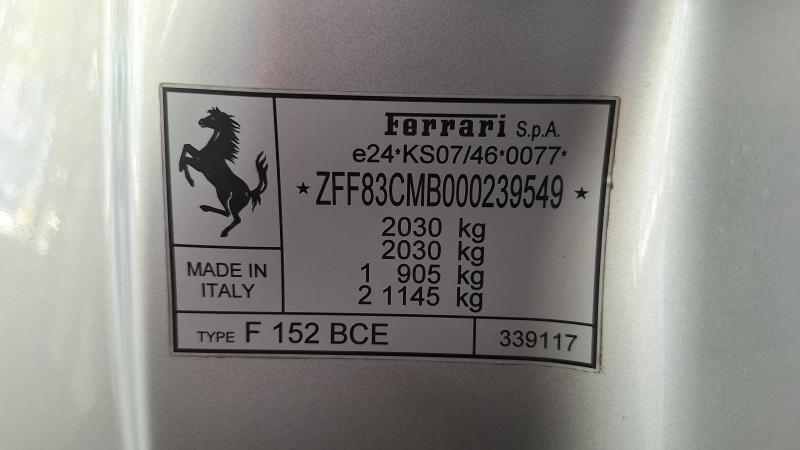 Ferrari S.p.A.
e24*KS07/46*0077*
★ ZFF83CMB000239549 ★
2030 kg
2030 kg
1 905 kg
2 1145 kg
MADE IN
ITALY
TYPE F 152 BCE
339117